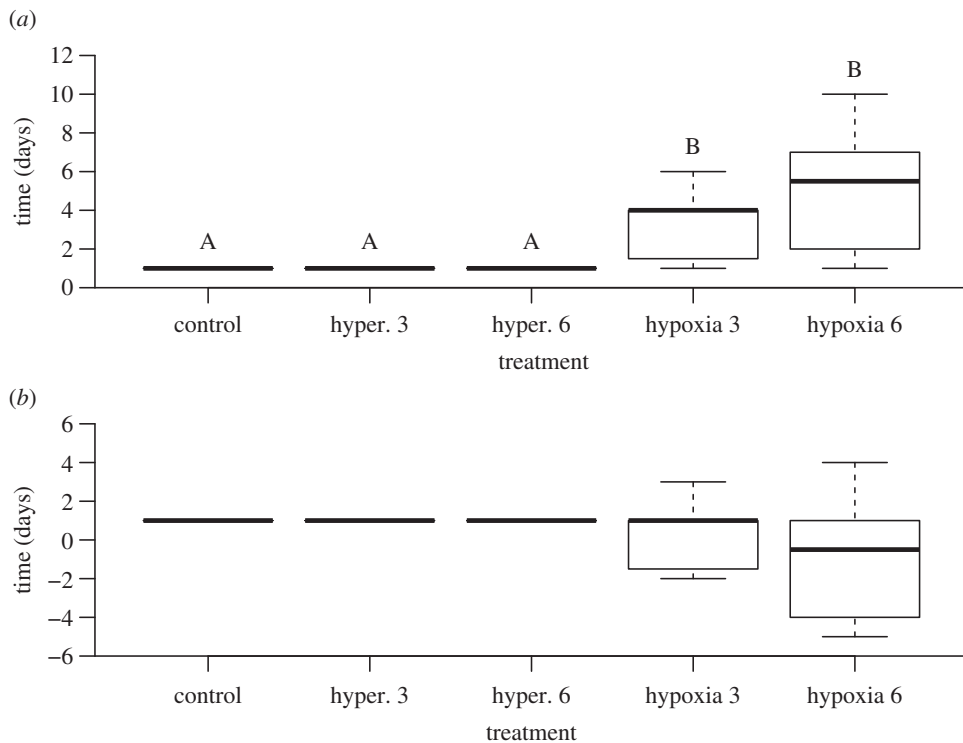 (a)
12
10
8
6
4
2
0
time (days)
A A A B B
control hyper. 3 hyper. 6 hypoxia 3 hypoxia 6
treatment
(b)
6
4
2
0
−2
−4
−6
time (days)
control hyper. 3 hyper. 6 hypoxia 3 hypoxia 6
treatment